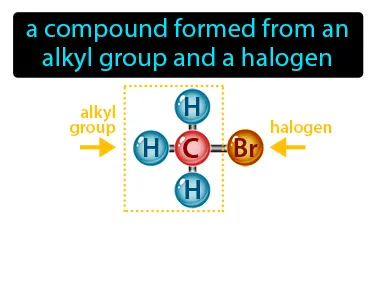 a compound formed from an
alkyl group and a halogen
alkyl
group
halogen
H
H
C
Br
H